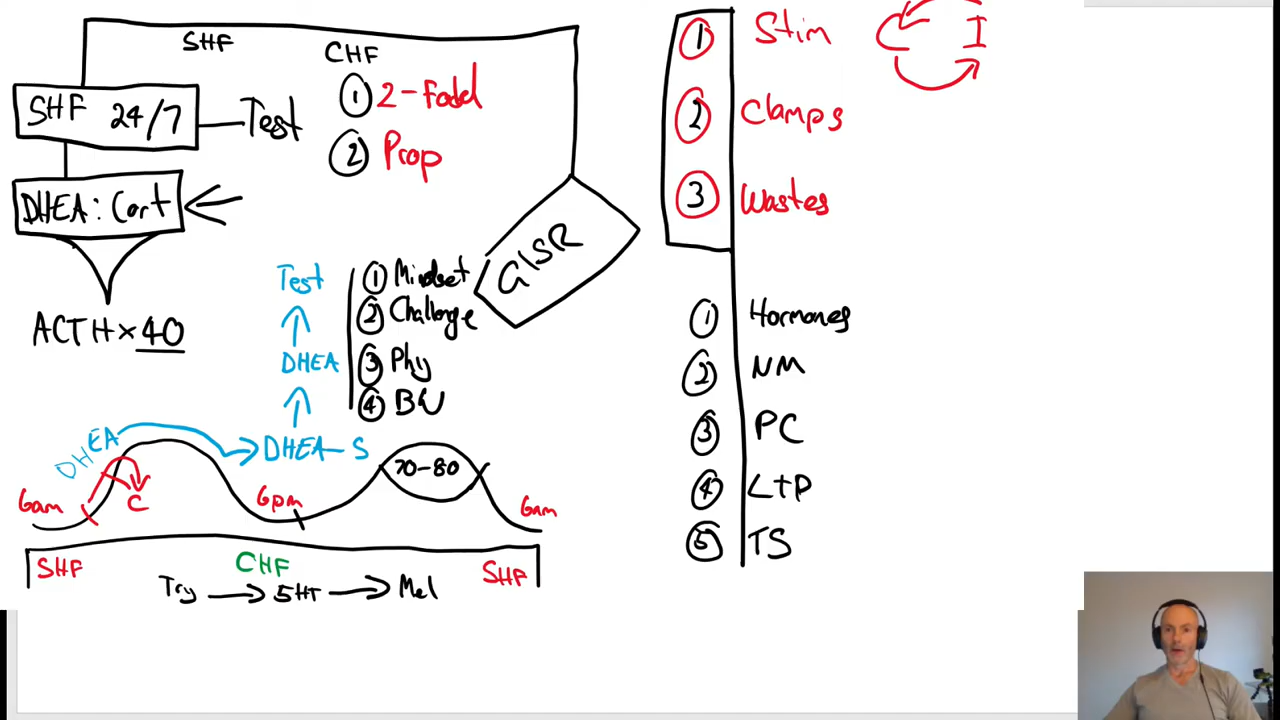 SHF
CHF
① 2-Fodel
② Prop
SHF 24/7
Test
DHEA: Cort
ACTH×40
GISR
Test
DHEA
DHEA-S
① Mindset
② Challenge
③ Phy
④ BW
DHEA
C
6am
6pm
70-80
6am
SHF
CHF
SHF
Try → 5HT → Mel
① Stim
C I
② Clamps
③ Wastes
① Hormones
② NM
③ PC
④ L+P
⑤ TS